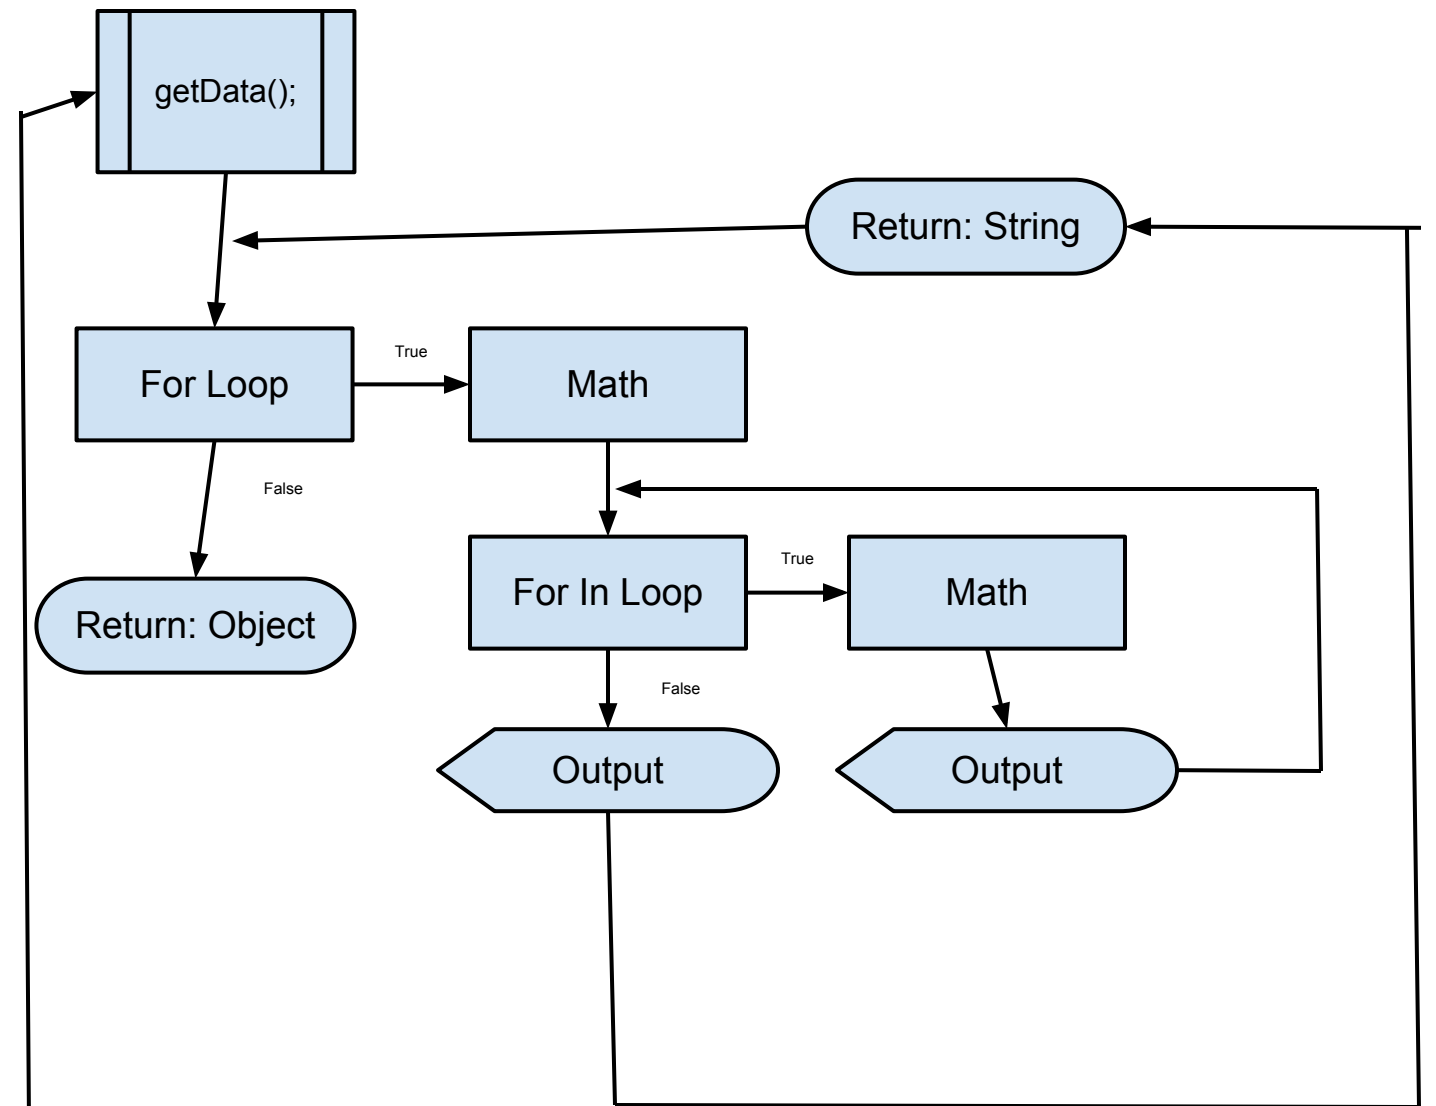 getData();
Return: String
For Loop
True
Math
False
For In Loop
True
Math
Return: Object
False
Output
Output